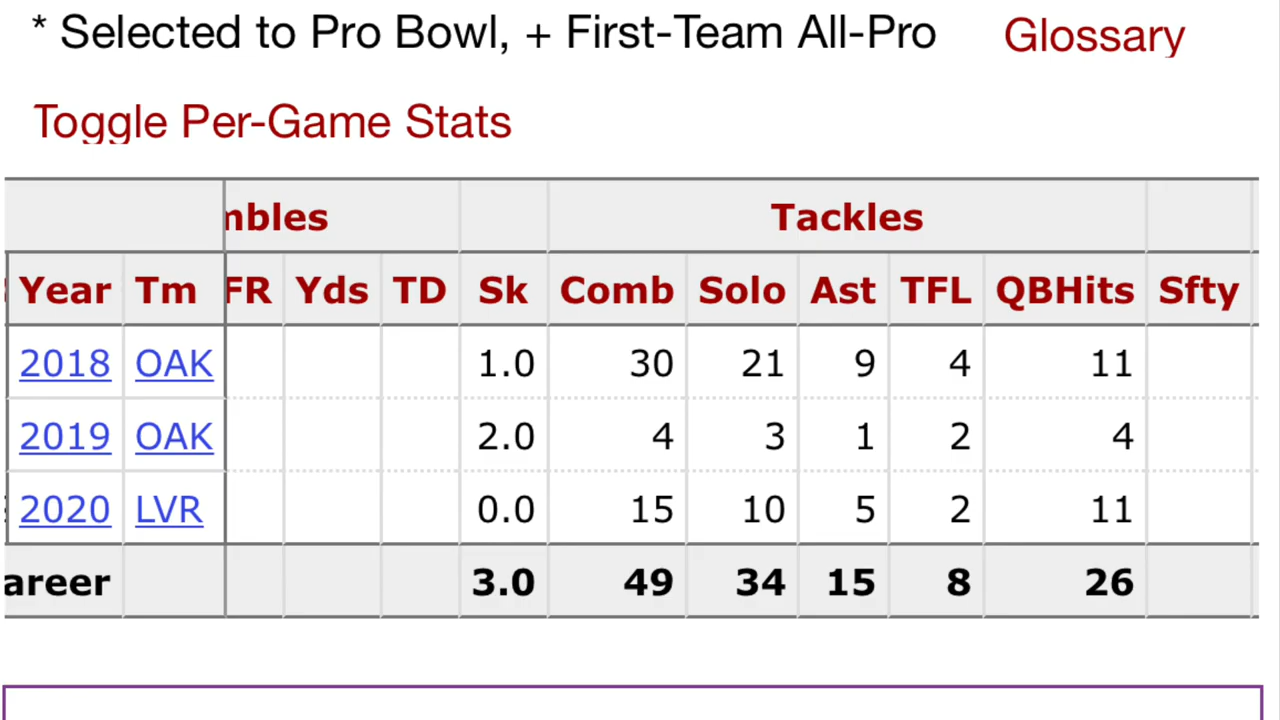 * Selected to Pro Bowl, + First-Team All-Pro Glossary
Toggle Per-Game Stats
mbles Tackles
Year Tm FR Yds TD Sk Comb Solo Ast TFL QBHits Sfty
2018 OAK 1.0 30 21 9 4 11
2019 OAK 2.0 4 3 1 2 4
2020 LVR 0.0 15 10 5 2 11
areer 3.0 49 34 15 8 26